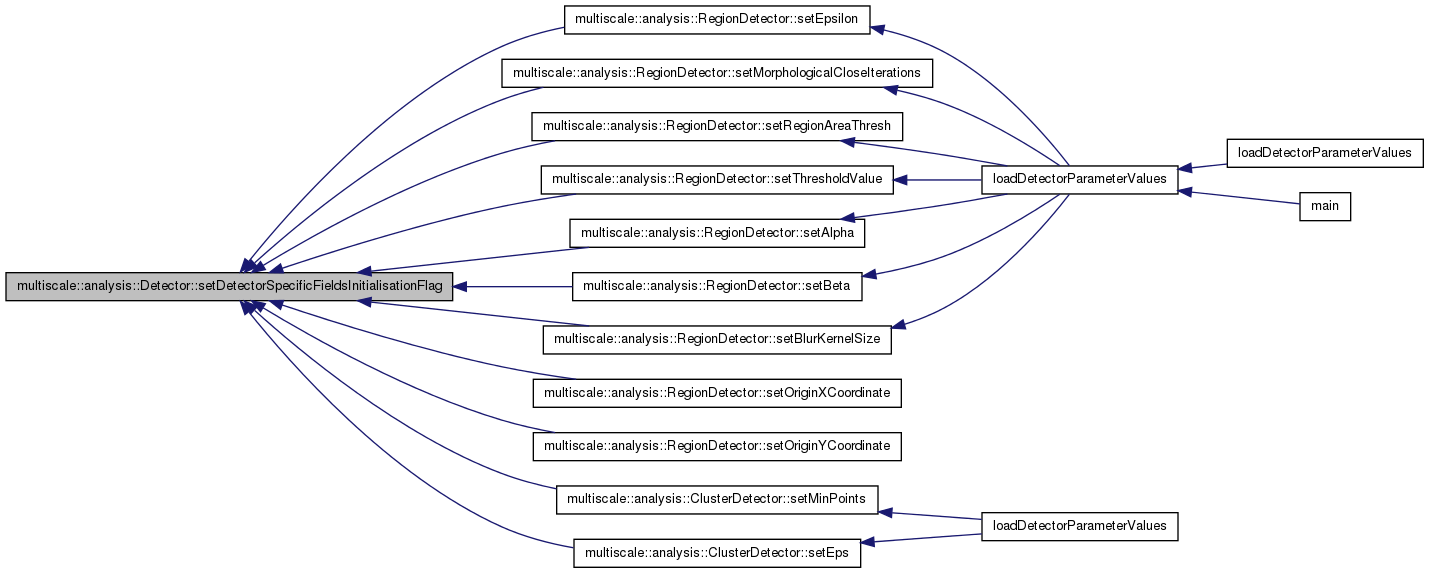 multiscale::analysis::RegionDetector::setEpsilon
multiscale::analysis::RegionDetector::setMorphologicalCloseIterations
multiscale::analysis::RegionDetector::setRegionAreaThresh
loadDetectorParameterValues
multiscale::analysis::RegionDetector::setThresholdValue
loadDetectorParameterValues
main
multiscale::analysis::RegionDetector::setAlpha
multiscale::analysis::Detector::setDetectorSpecificFieldsInitialisationFlag
multiscale::analysis::RegionDetector::setBeta
multiscale::analysis::RegionDetector::setBlurKernelSize
multiscale::analysis::RegionDetector::setOriginXCoordinate
multiscale::analysis::RegionDetector::setOriginYCoordinate
multiscale::analysis::ClusterDetector::setMinPoints
loadDetectorParameterValues
multiscale::analysis::ClusterDetector::setEps